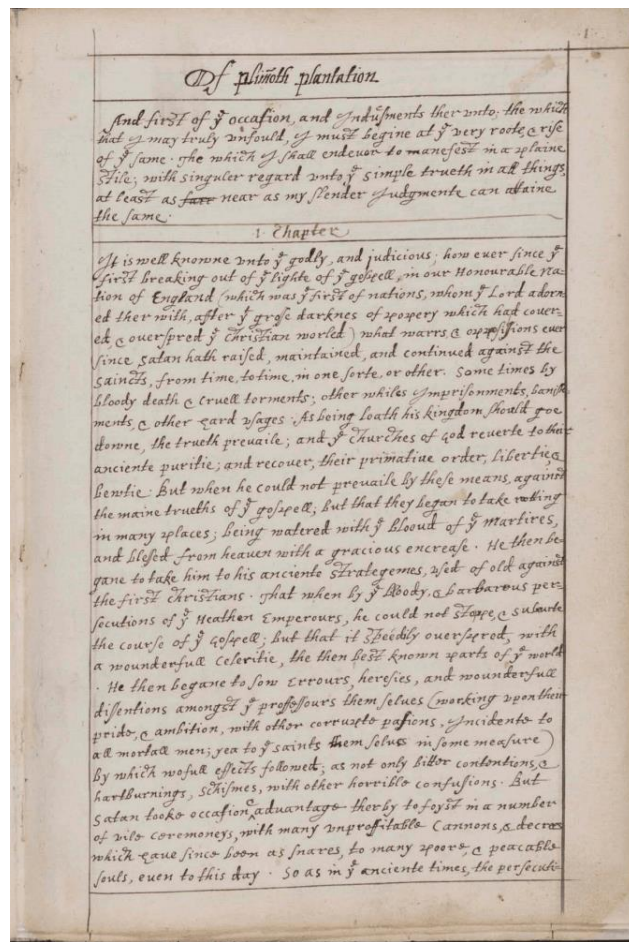 1
Of plim̃oth plantation
And first of yᵉ occasion, and Indusments ther unto; the which
that I may truly unfould, I must begine at yᵉ very roote, & rise
of yᵉ same. The which I shall endevor to manefest in a plaine
stile; with singuler regard unto yᵉ simple trueth in all things,
at least as farr near as my slender Judgmente can attaine
the same.
1. Chapter
It is well knowne unto yᵉ godly, and judicious; how ever since yᵉ
first breaking out of yᵉ lighte of yᵉ gospell, in our Honourable Na-
tion of England (which was yᵉ first of nations, whom yᵉ Lord adorn-
ed ther with, after yᵉ grose darknes of popery which had cover-
ed, & overspred yᵉ Christian world) what warrs, & oppossitions ever
since Satan hath raised, maintained, and continued against the
saincts, from time, to time, in one sorte, or other. Some times by
bloody death & cruell torments; other whiles Imprisonments, banish-
ments, & other hard usages. As being loath his kingdom should goe
downe, the trueth prevaile; and yᵉ Churches of God reverte to their
anciente puritie; and recover, their primative order, libertie, &
bewtie. But when he could not prevaile by these means, against
the maine trueths of yᵉ gospell; but that they began to take rotting
in many places; being watered with yᵉ bloud of yᵉ Martires,
and blesed from heaven with a gracious encrease. He then be-
gane to take him to his anciente strategemes, used of old against
the first Christians. That when by yᵉ bloody, & barbarous per-
secutions of yᵉ Heathen Emperours, he could not stoppe, & subverte
the course of yᵉ Gospell; but that it speedily overspred, with
a wounderfull celeritie, the then best known parts of yᵉ world
. He then begane to sow Errours, heresies, and wounderfull
disentions amongst yᵉ professours them selves (working upon their
pride, & ambition, with other corrupte pasions, Incidente to
all mortall men; yea to yᵉ saints them selves in some measure)
by which wofull effects followed; as not only bitter contentions, &
hartburnings, schismes, with other horrible confusions. But
Satan tooke occasion & advantage therby to foyst in a number
of vile ceremoneys, with many unproffitable Cannons, & decrees
which have since been as snares, to many poore, & peacable
souls, even to this day. So as in yᵉ anciente times, the persecuti-